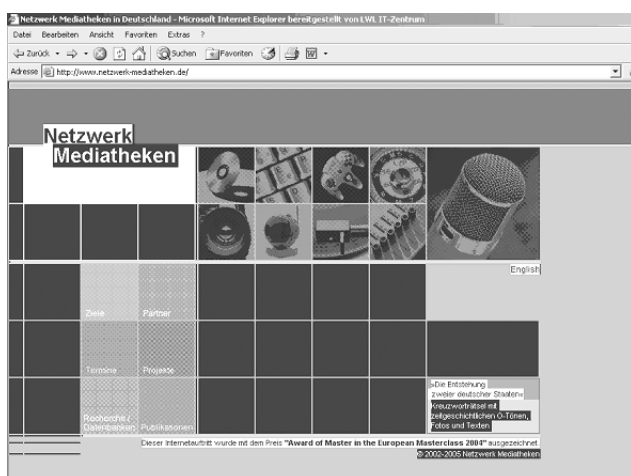 Netzwerk Mediatheken in Deutschland - Microsoft Internet Explorer bereitgestellt von LWL IT-Zentrum
Datei Bearbeiten Ansicht Favoriten Extras ?
Zurück Suchen Favoriten
Adresse http://www.netzwerk-mediatheken.de/
Netzwerk
Mediatheken
English
Ziele Partner
Termine Projekte
Recherche /
Datenbanken Publikationen
»Die Entstehung
zweier deutscher Staaten«
Kreuzworträtsel mit
zeitgeschichtlichen O-Tönen,
Fotos und Texten
Dieser Internetauftritt wurde mit dem Preis "Award of Master in the European Masterclass 2004" ausgezeichnet.
© 2002-2005 Netzwerk Mediatheken